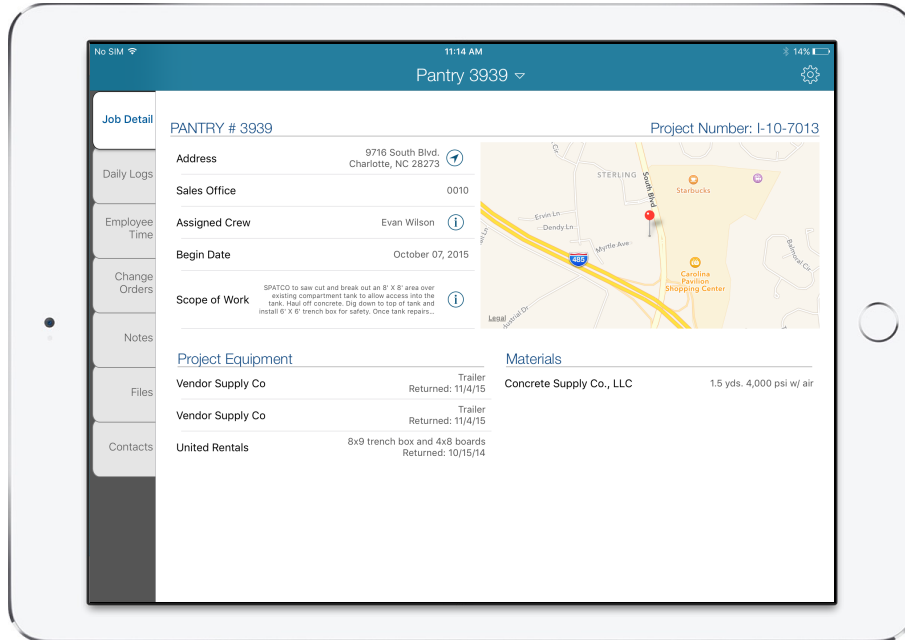 No SIM
11:14 AM
14%
Pantry 3939
Job Detail
Daily Logs
Employee
Time
Change
Orders
Notes
Files
Contacts
PANTRY # 3939
Project Number: I-10-7013
Address
9716 South Blvd.
Charlotte, NC 28273
Sales Office
0010
Assigned Crew
Evan Wilson
Begin Date
October 07, 2015
Scope of Work
SPATCO to saw cut and break out an 8' X 8' area over
existing compartment tank to allow access into the
tank. Haul off concrete. Dig down to top of tank and
install 6' X 6' trench box for safety. Once tank repairs...
STERLING
South Blvd
Starbucks
Ervin Ln
Dendy Ln
Myrtle Ave
485
Balmoral Cir
Carolina
Pavilion
Shopping Center
Legal
Project Equipment
Vendor Supply Co
Trailer
Returned: 11/4/15
Vendor Supply Co
Trailer
Returned: 11/4/15
United Rentals
8x9 trench box and 4x8 boards
Returned: 10/15/14
Materials
Concrete Supply Co., LLC
1.5 yds. 4,000 psi w/ air